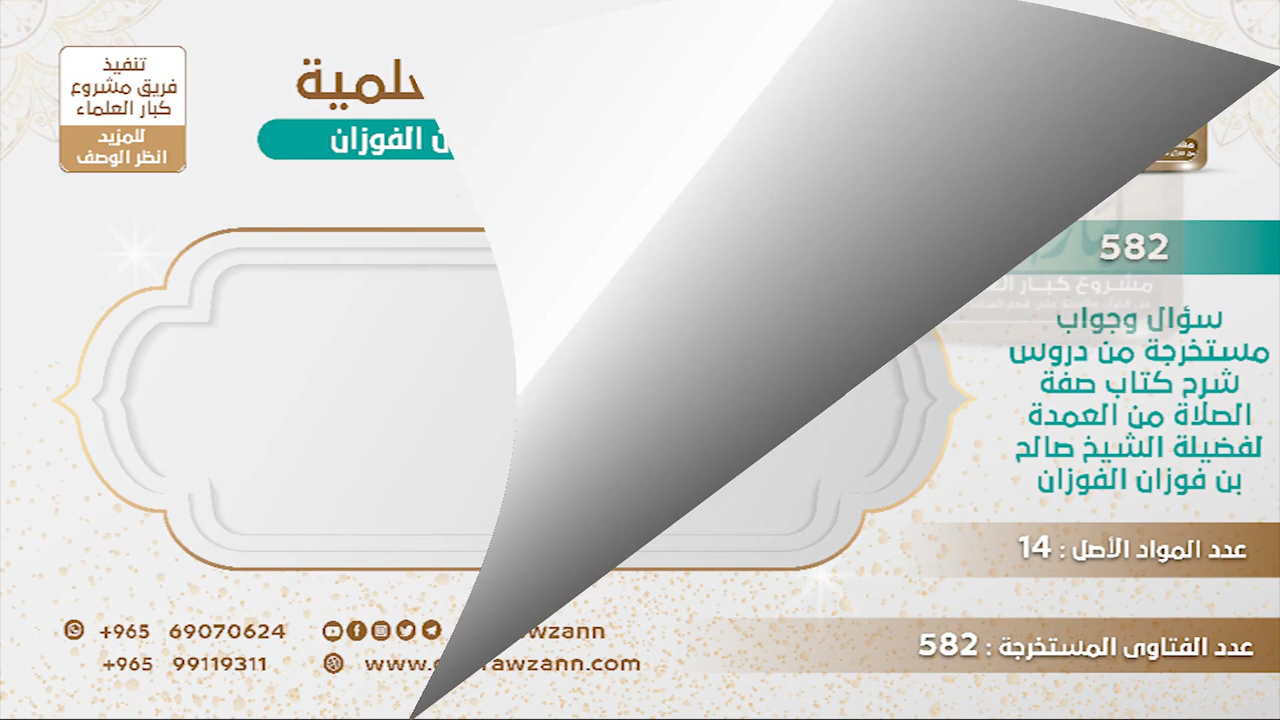 تنفيذ
فريق مشروع
كبار العلماء
للمزيد
انظر الوصف
الفوزان
582
مشروع كبار
سؤال وجواب
مستخرجة من دروس
شرح كتاب صفة
الصلاة من العمدة
لفضيلة الشيخ صالح
بن فوزان الفوزان
عدد المواد الأصل : 14
عدد الفتاوى المستخرجة : 582
+965 69070624
+965 99119311